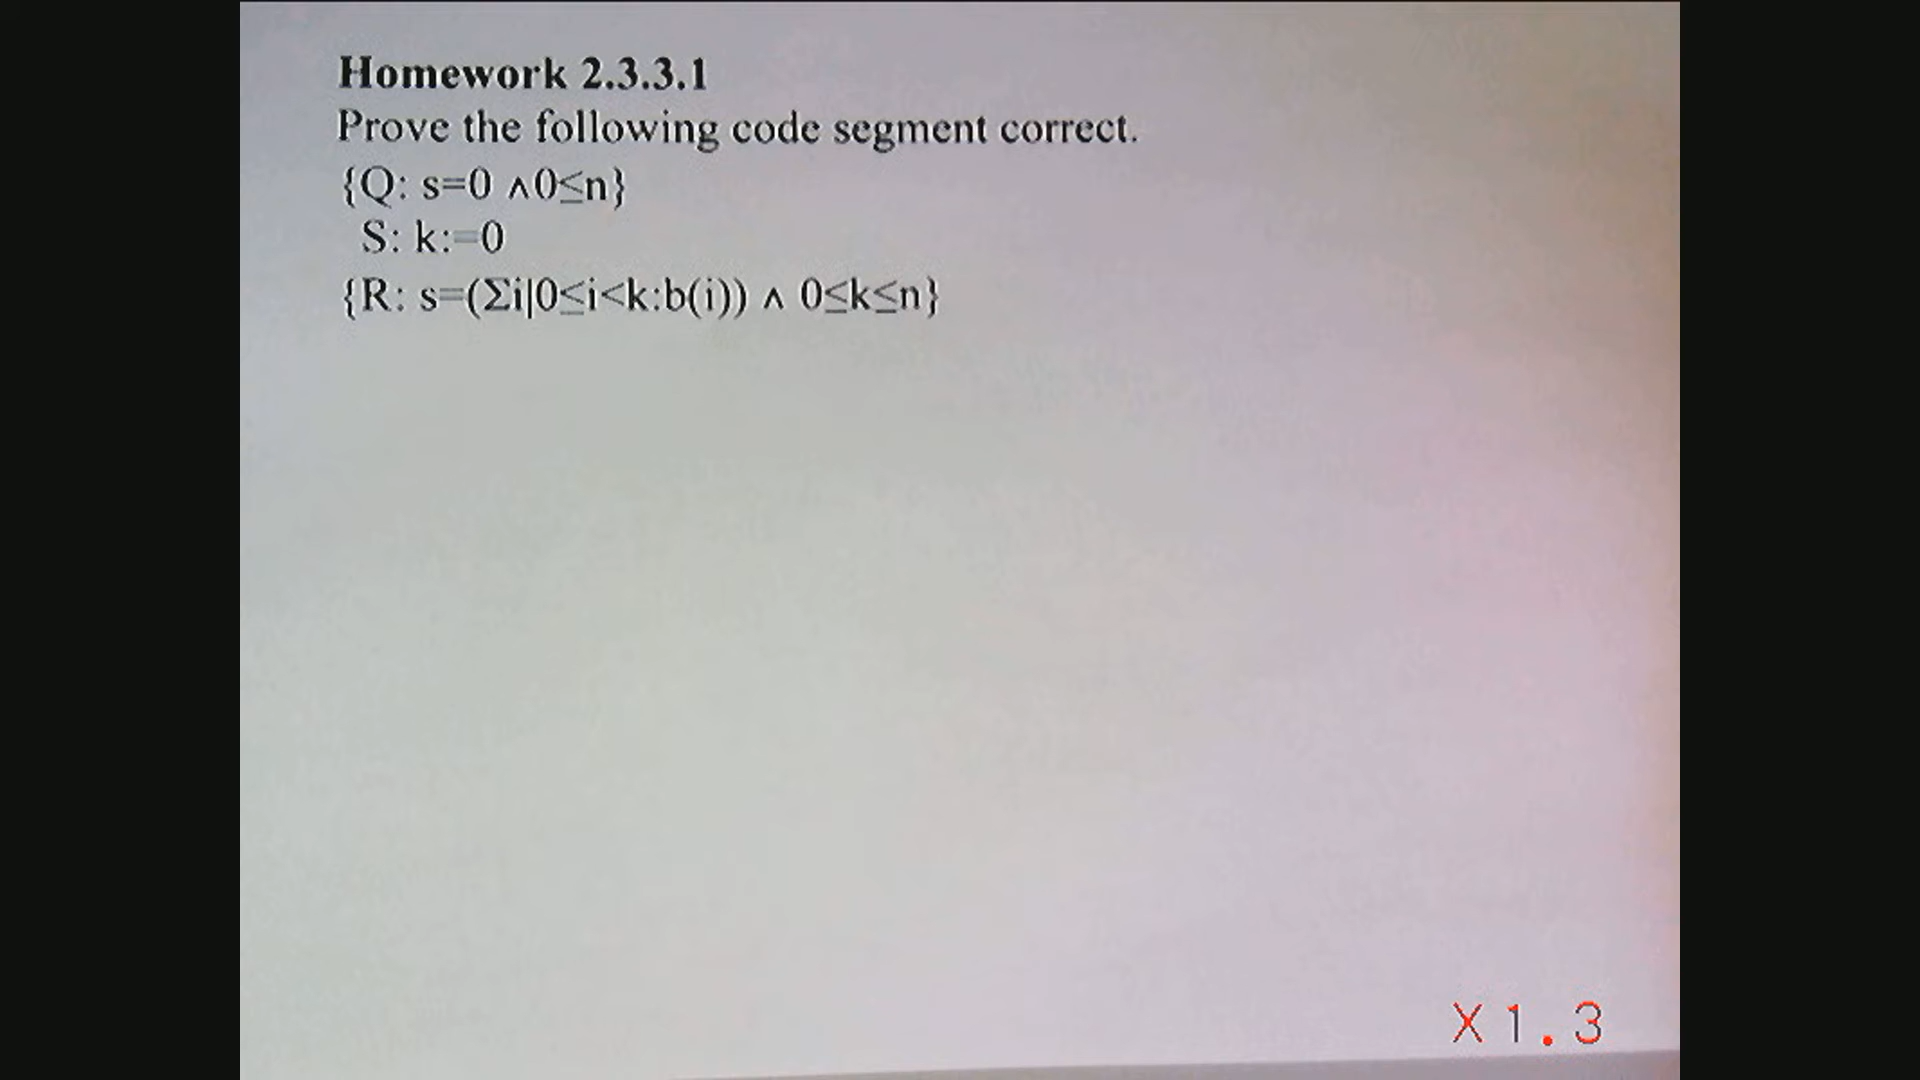 Homework 2.3.3.1
Prove the following code segment correct.
{Q: s=0 ∧0≤n}
S: k:=0
{R: s=(Σi|0≤i<k:b(i)) ∧ 0≤k≤n}
X1.3